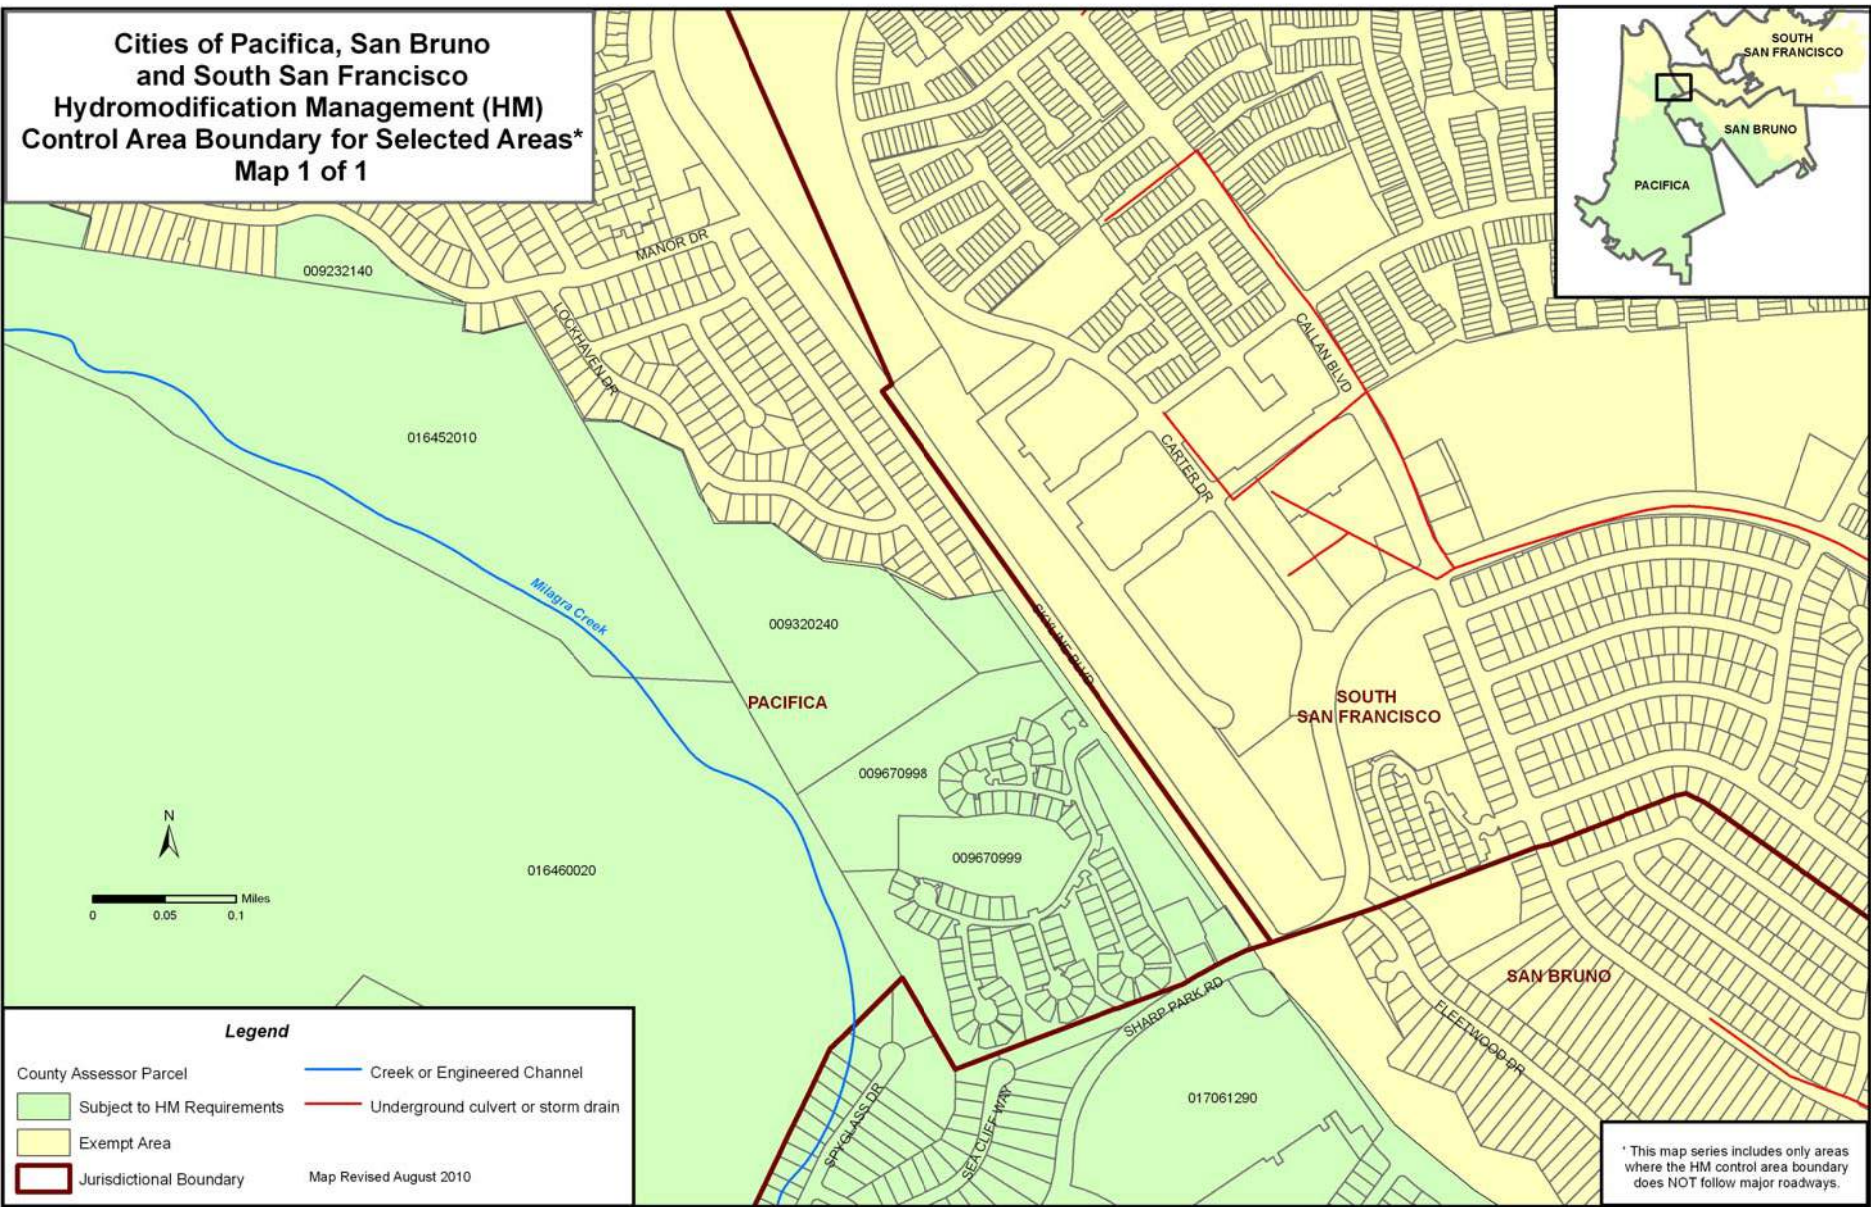 Cities of Pacifica, San Bruno
and South San Francisco
Hydromodification Management (HM)
Control Area Boundary for Selected Areas*
Map 1 of 1
SOUTH
SAN FRANCISCO
SAN BRUNO
PACIFICA
MANOR DR
009232140
LOCKHAVEN DR
CALLAN BLVD
016452010
CARTER DR
Milagra Creek
009320240
SKYLINE BLVD
PACIFICA
SOUTH
SAN FRANCISCO
009670998
N
009670999
016460020
Miles
0 0.05 0.1
SAN BRUNO
SHARP PARK RD
FLEETWOOD DR
017061290
SPYGLASS DR
SEA CLIFF WAY
Legend
County Assessor Parcel
Creek or Engineered Channel
Subject to HM Requirements
Underground culvert or storm drain
Exempt Area
Jurisdictional Boundary
Map Revised August 2010
* This map series includes only areas
where the HM control area boundary
does NOT follow major roadways.